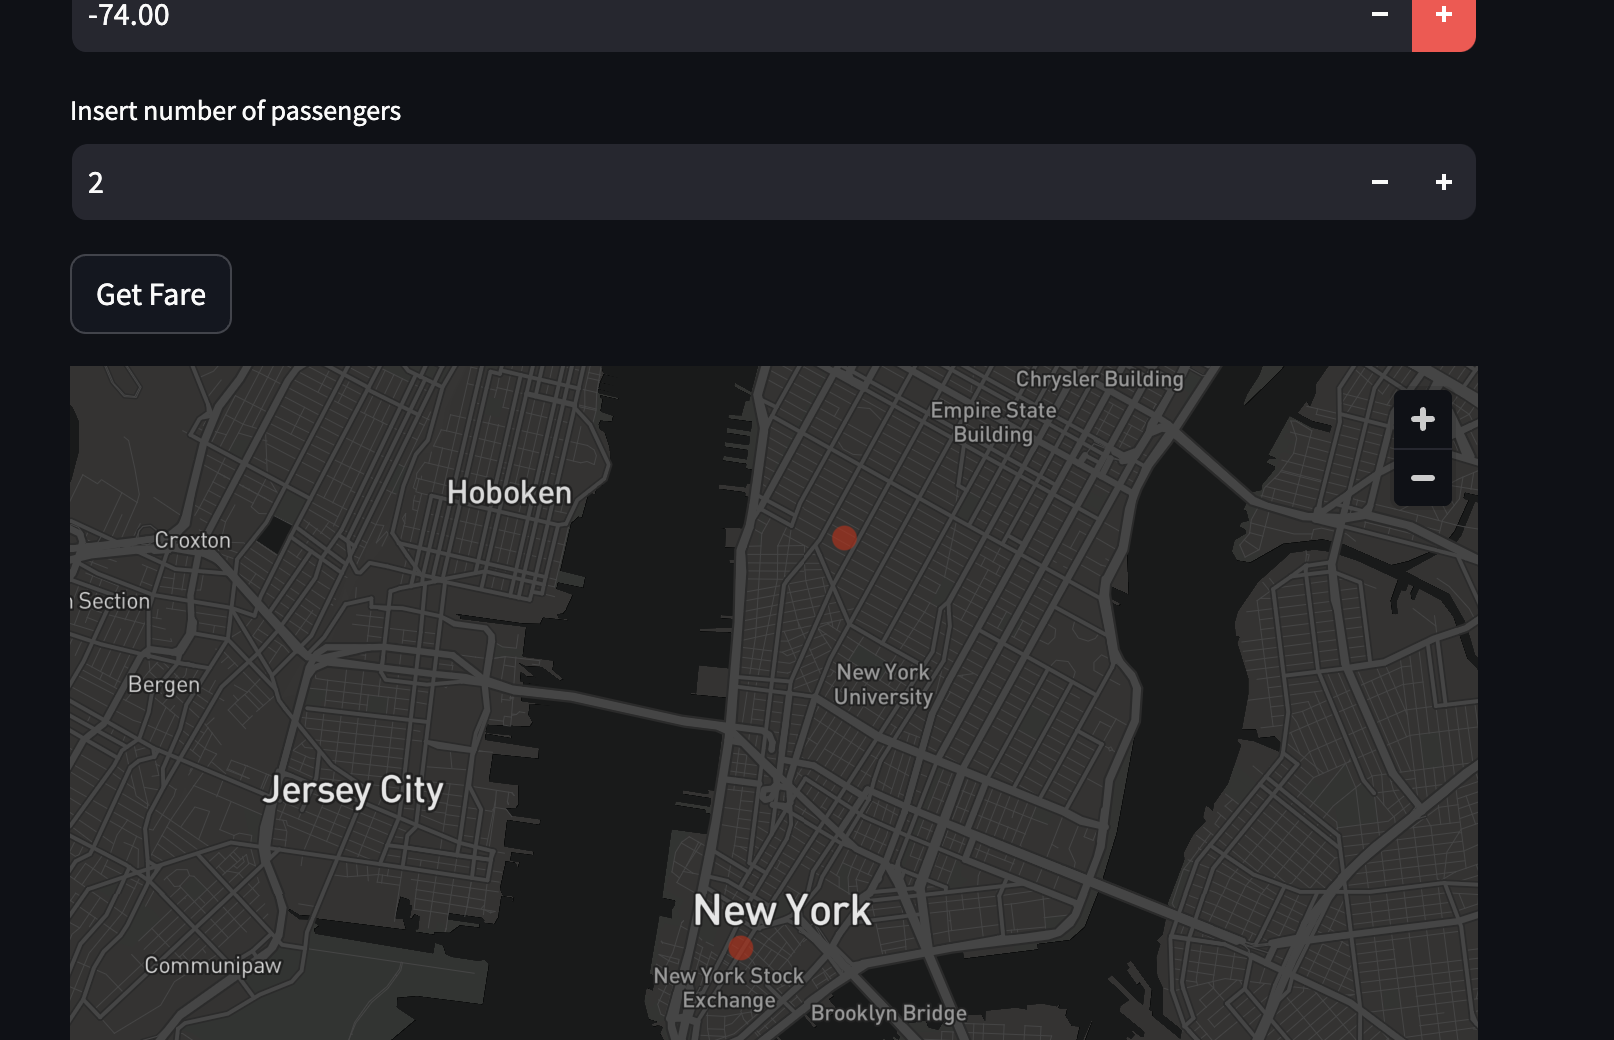 -74.00
Insert number of passengers
2
Get Fare
Chrysler Building
Empire State
Building
Hoboken
Croxton
Section
New York
University
Bergen
Jersey City
New York
Communipaw
New York Stock
Exchange
Brooklyn Bridge